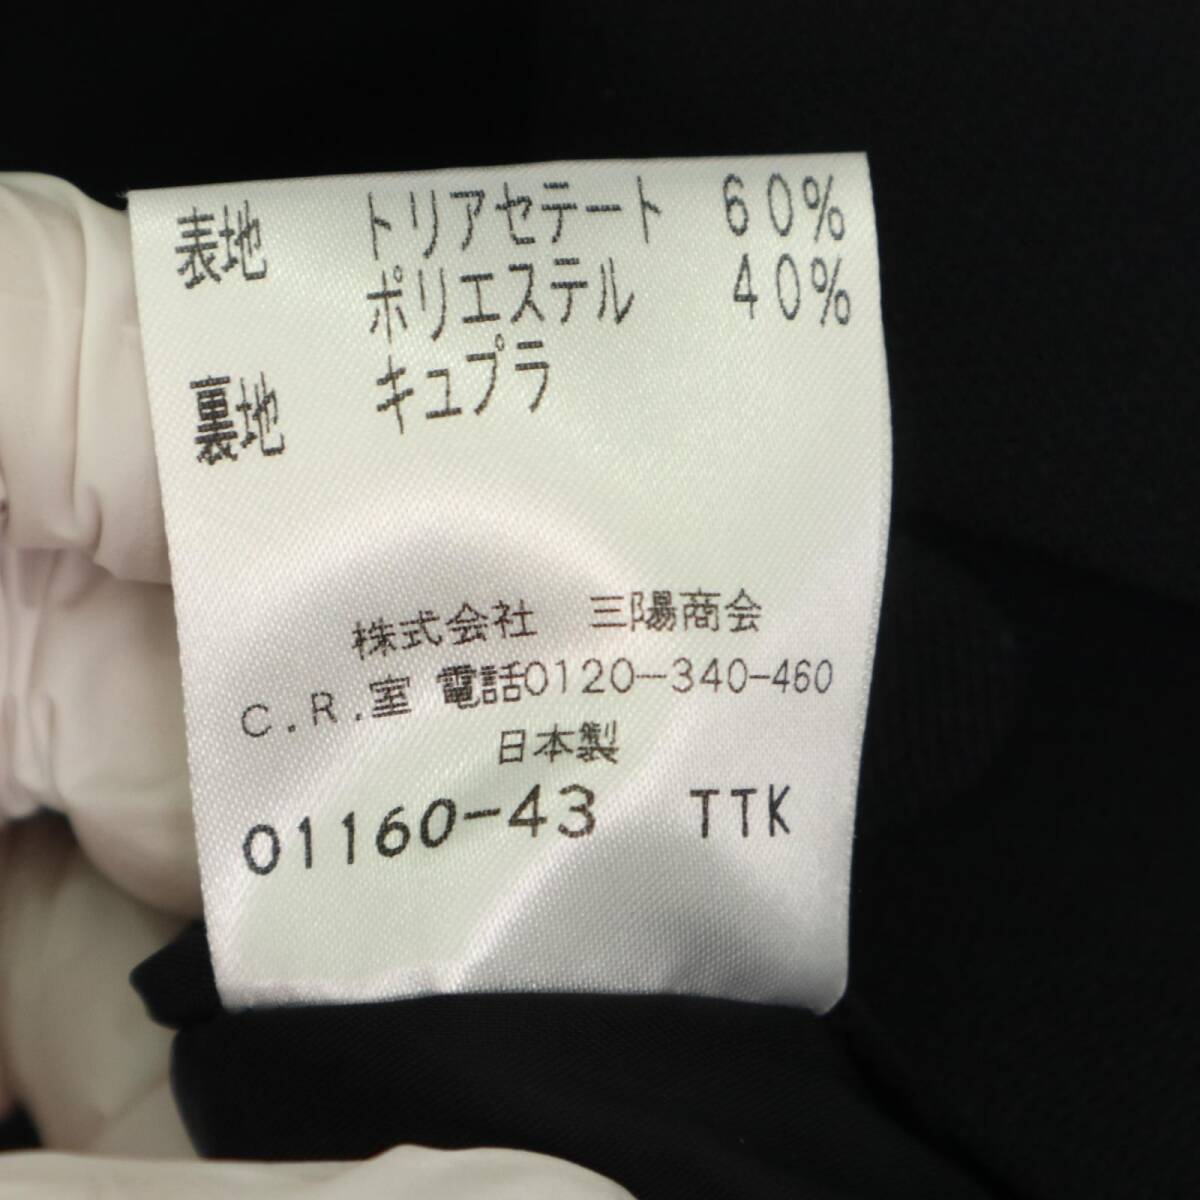 表地 トリアセテート 60%
ポリエステル 40%
裏地 キュプラ
株式会社 三陽商会
C.R.室 電話0120-340-460
日本製
01160-43 TTK